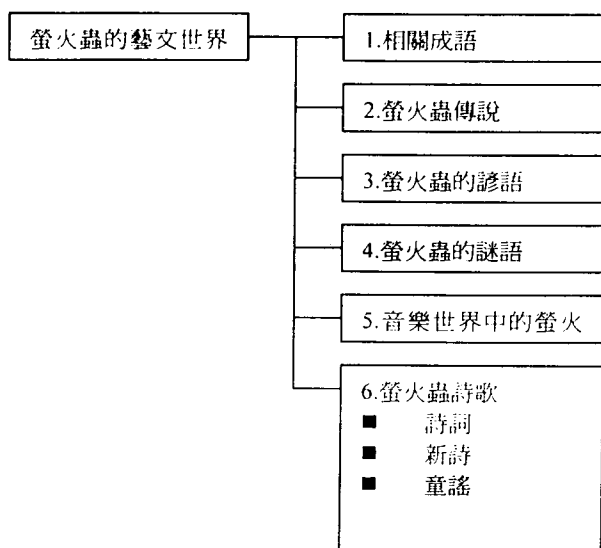 螢火蟲的藝文世界
1.相關成語
2.螢火蟲傳說
3.螢火蟲的諺語
4.螢火蟲的謎語
5.音樂世界中的螢火
6.螢火蟲詩歌
■ 詩詞
■ 新詩
■ 童謠